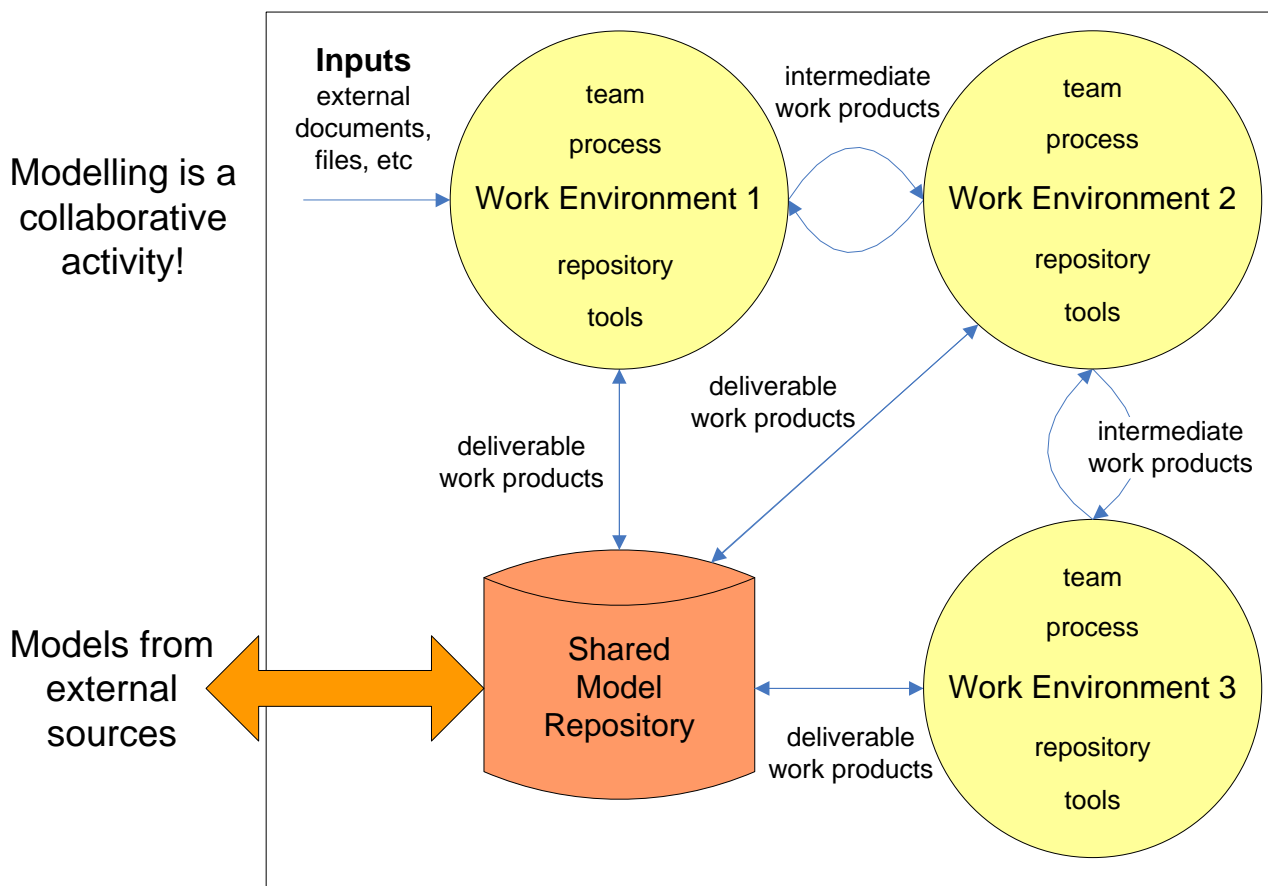 Modelling is a
collaborative
activity!
Inputs
external
documents,
files, etc
team
process
Work Environment 1
repository
tools
intermediate
work products
team
process
Work Environment 2
repository
tools
deliverable
work products
deliverable
work products
intermediate
work products
Models from
external
sources
Shared
Model
Repository
deliverable
work products
team
process
Work Environment 3
repository
tools